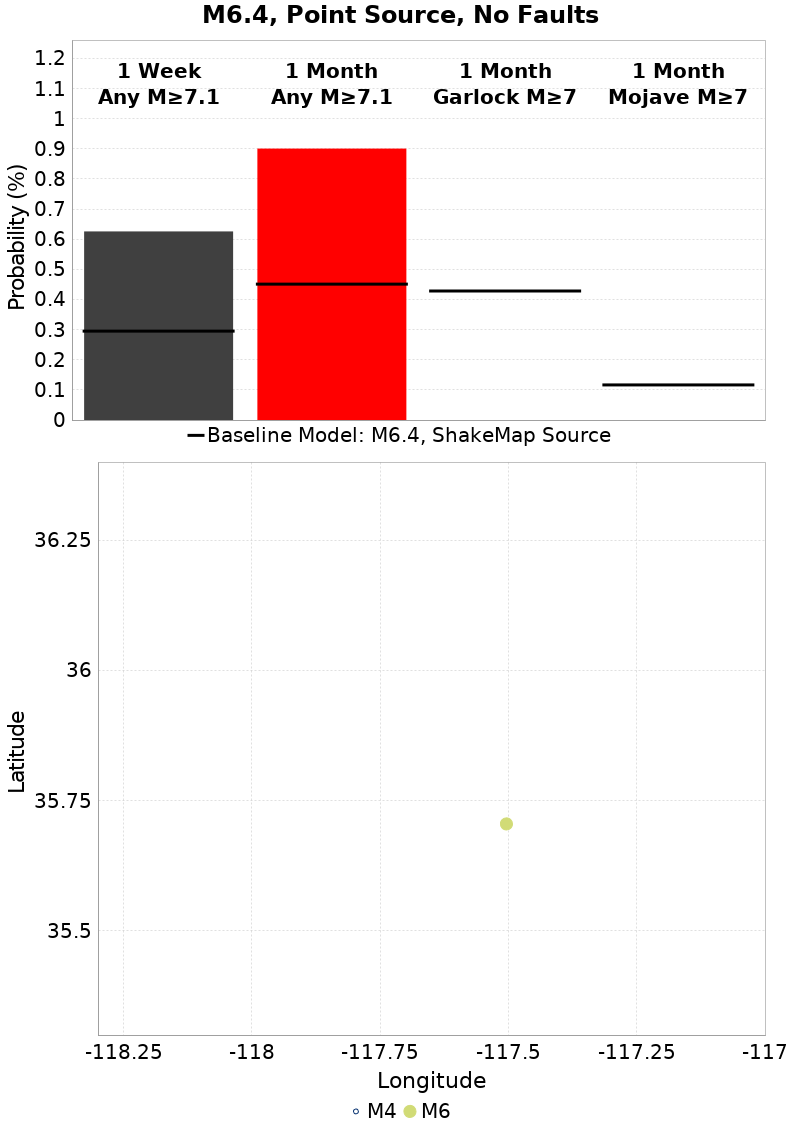 M6.4, Point Source, No Faults
1 Week
Any M≥7.1
1 Month
Any M≥7.1
1 Month
Garlock M≥7
1 Month
Mojave M≥7
Probability (%)
1.2
1.1
1
0.9
0.8
0.7
0.6
0.5
0.4
0.3
0.2
0.1
0
Baseline Model: M6.4, ShakeMap Source
Latitude
36.25
36
35.75
35.5
-118.25 -118 -117.75 -117.5 -117.25 -117
Longitude
M4 M6